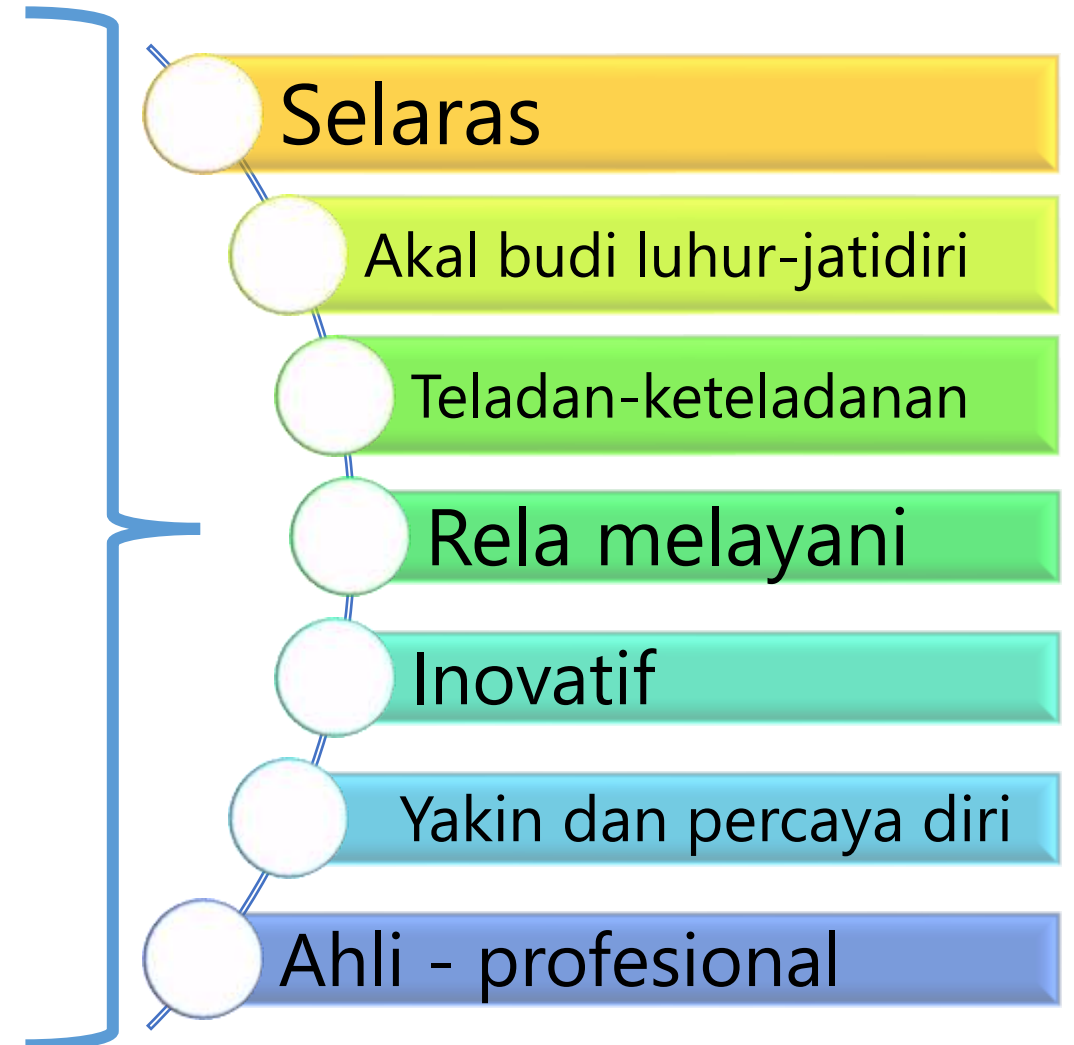 Selaras
Akal budi luhur-jatidiri
Teladan-keteladanan
Rela melayani
Inovatif
Yakin dan percaya diri
Ahli - profesional